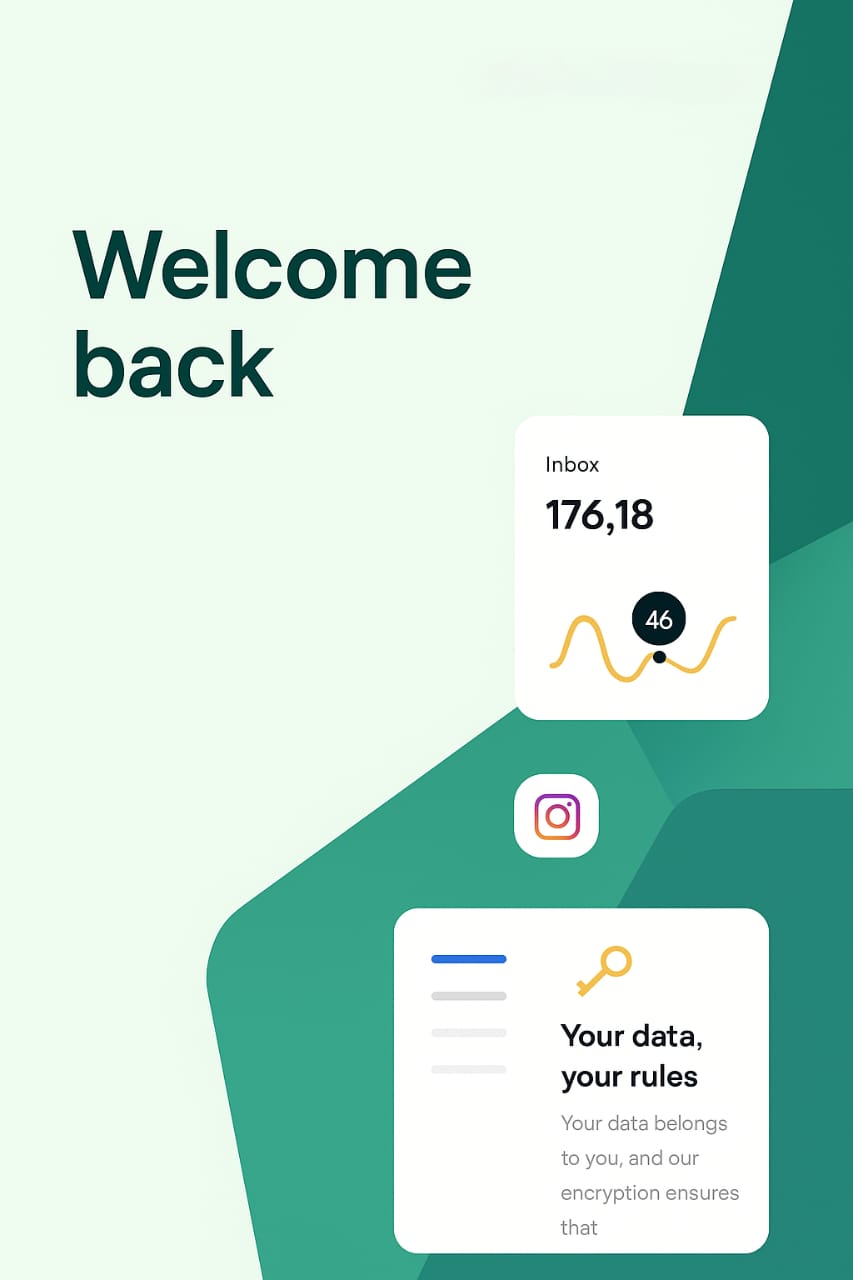 Welcome
back
Inbox
176,18
46
Your data,
your rules
Your data belongs
to you, and our
encryption ensures
that